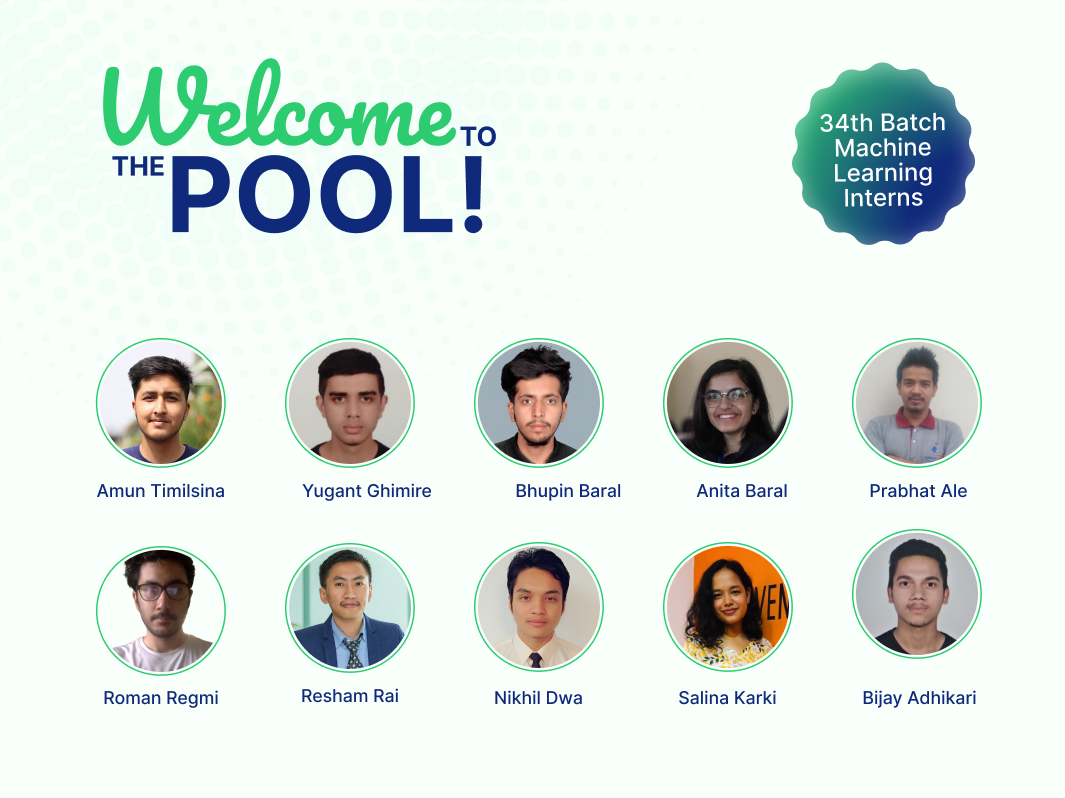 Welcome TO
THE POOL!
34th Batch
Machine
Learning
Interns
Amun Timilsina
Yugant Ghimire
Bhupin Baral
Anita Baral
Prabhat Ale
VEN
Roman Regmi
Resham Rai
Nikhil Dwa
Salina Karki
Bijay Adhikari